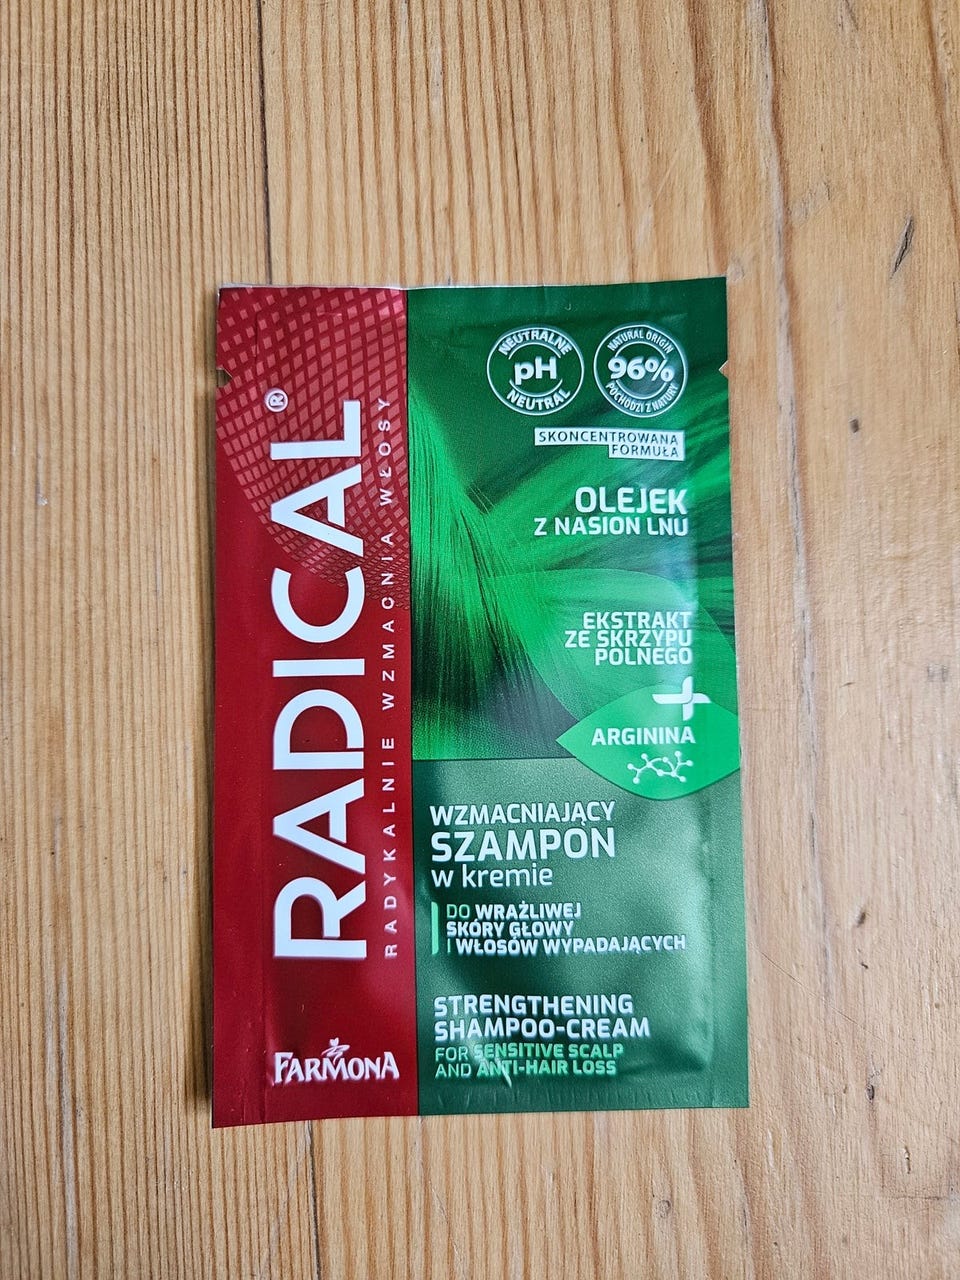 RADICAL®
RADYKALNIE WZMACNIA WŁOSY
FARMONA
NEUTRALNE
pH
NEUTRAL
NATURAL ORIGIN
96%
POCHODZI Z NATURY
SKONCENTROWANA
FORMUŁA
OLEJEK
Z NASION LNU
EKSTRAKT
ZE SKRZYPU
POLNEGO
+
ARGININA
WZMACNIAJĄCY
SZAMPON
w kremie
DO WRAŻLIWEJ
SKÓRY GŁOWY
I WŁOSÓW WYPADAJĄCYCH
STRENGTHENING
SHAMPOO-CREAM
FOR SENSITIVE SCALP
AND ANTI-HAIR LOSS